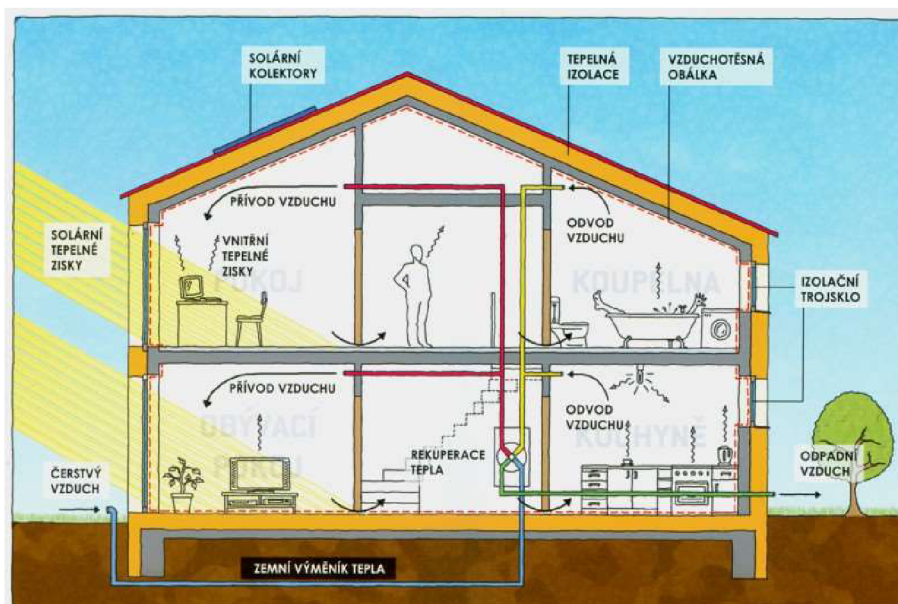 SOLÁRNÍ
KOLEKTORY
TEPELNÁ
IZOLACE
VZDUCHOTĚSNÁ
OBÁLKA
PŘÍVOD VZDUCHU
ODVOD
VZDUCHU
SOLÁRNÍ
TEPELNÉ
ZISKY
VNITŘNÍ
TEPELNÉ
ZISKY
POKOJ
KOUPELNA
IZOLAČNÍ
TROJSKLO
PŘÍVOD VZDUCHU
ODVOD
VZDUCHU
OBÝVACÍ
POKOJ
KUCHYNĚ
REKUPERACE
TEPLA
ČERSTVÝ
VZDUCH
ODPADNÍ
VZDUCH
ZEMNÍ VÝMĚNÍK TEPLA